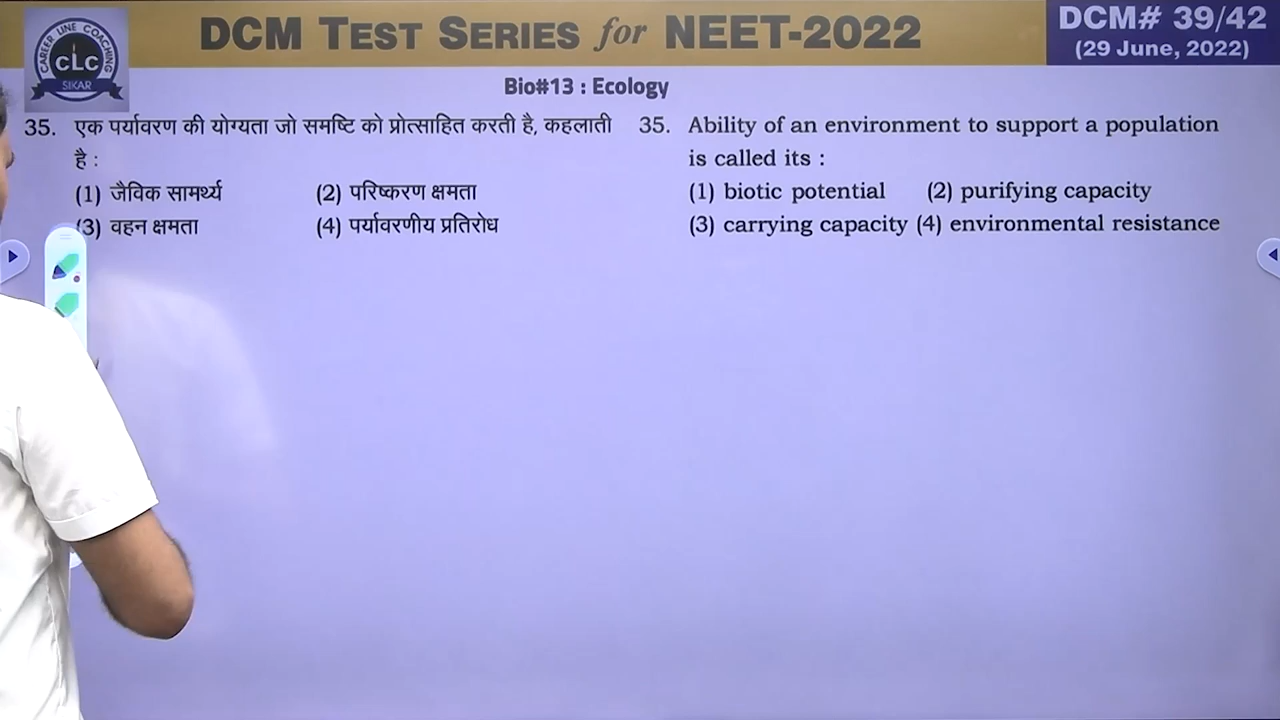 CAREER LINE COACHING
CLC
SIKAR
DCM TEST SERIES for NEET-2022
DCM# 39/42
(29 June, 2022)
Bio#13 : Ecology
35. एक पर्यावरण की योग्यता जो समष्टि को प्रोत्साहित करती है, कहलाती
है :
(1) जैविक सामर्थ्य (2) परिष्करण क्षमता
(3) वहन क्षमता (4) पर्यावरणीय प्रतिरोध
35. Ability of an environment to support a population
is called its :
(1) biotic potential (2) purifying capacity
(3) carrying capacity (4) environmental resistance